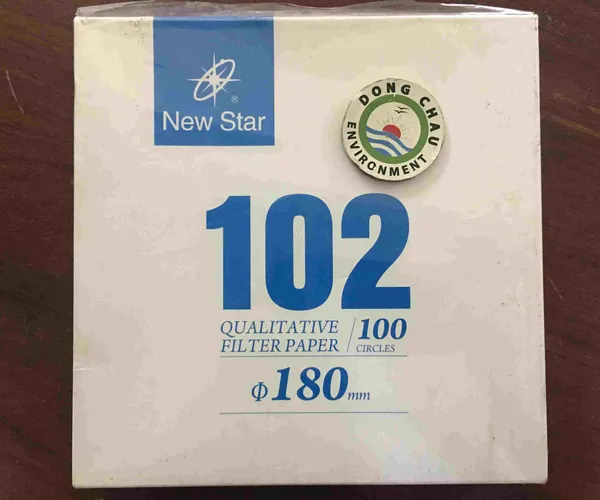 ®
New Star
DONG CHAU
ENVIRONMENT
102
QUALITATIVE
FILTER PAPER
/ 100
CIRCLES
Φ180mm